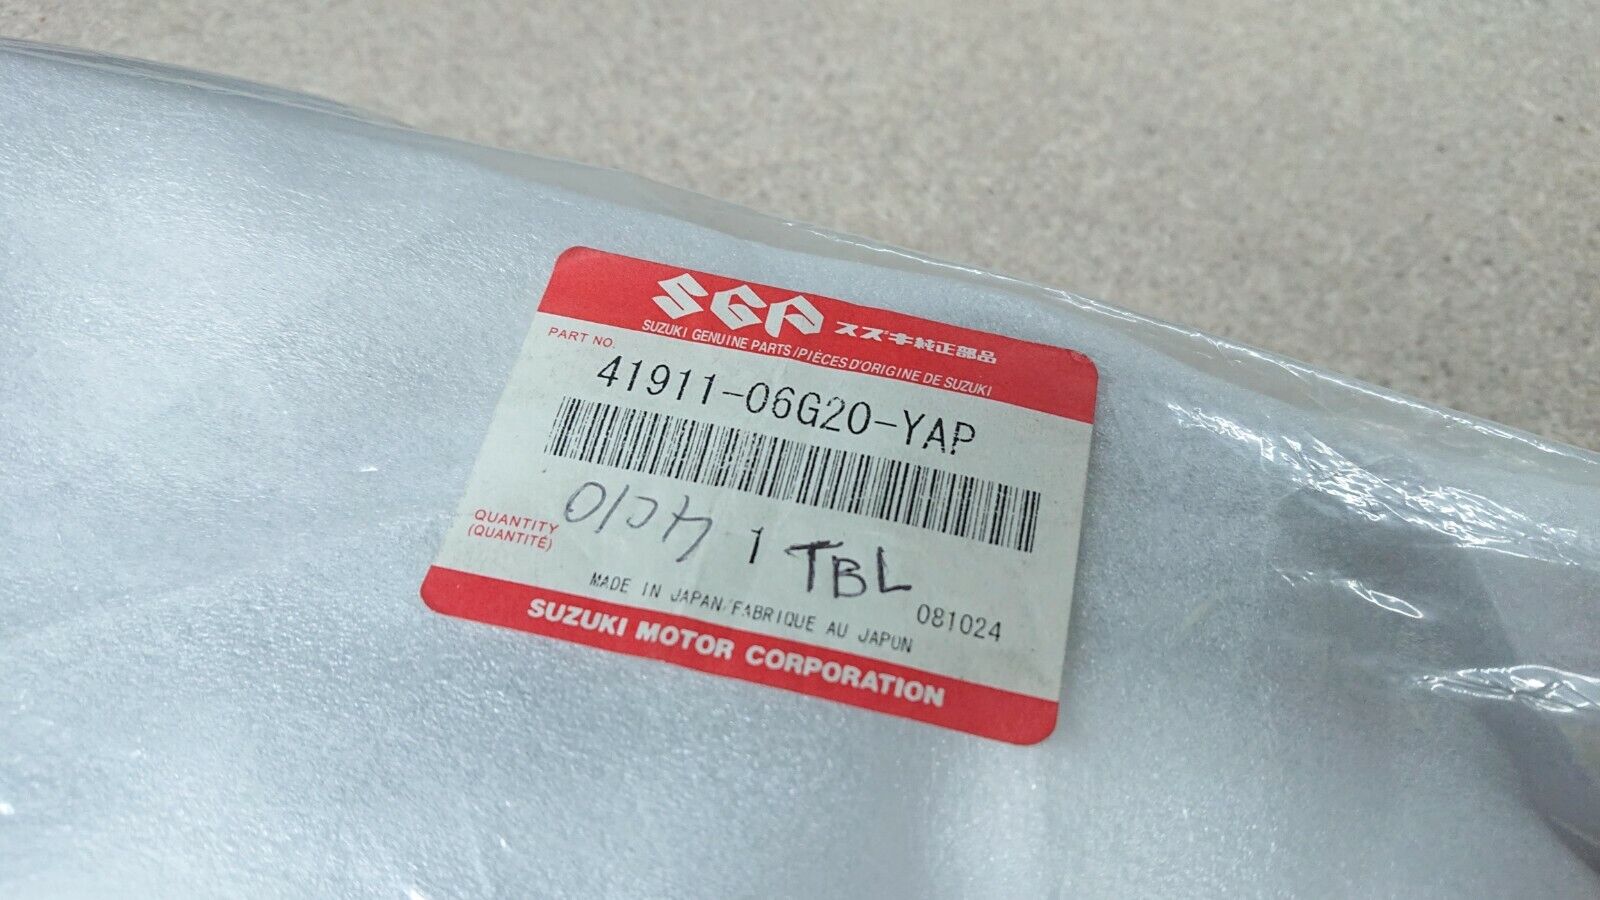 SGP スズキ純正部品
SUZUKI GENUINE PARTS/PIÈCES D'ORIGINE DE SUZUKI
PART NO.
41911-06G20-YAP
QUANTITY
(QUANTITÉ)
1 TBL
MADE IN JAPAN/FABRIQUE AU JAPON
081024
SUZUKI MOTOR CORPORATION